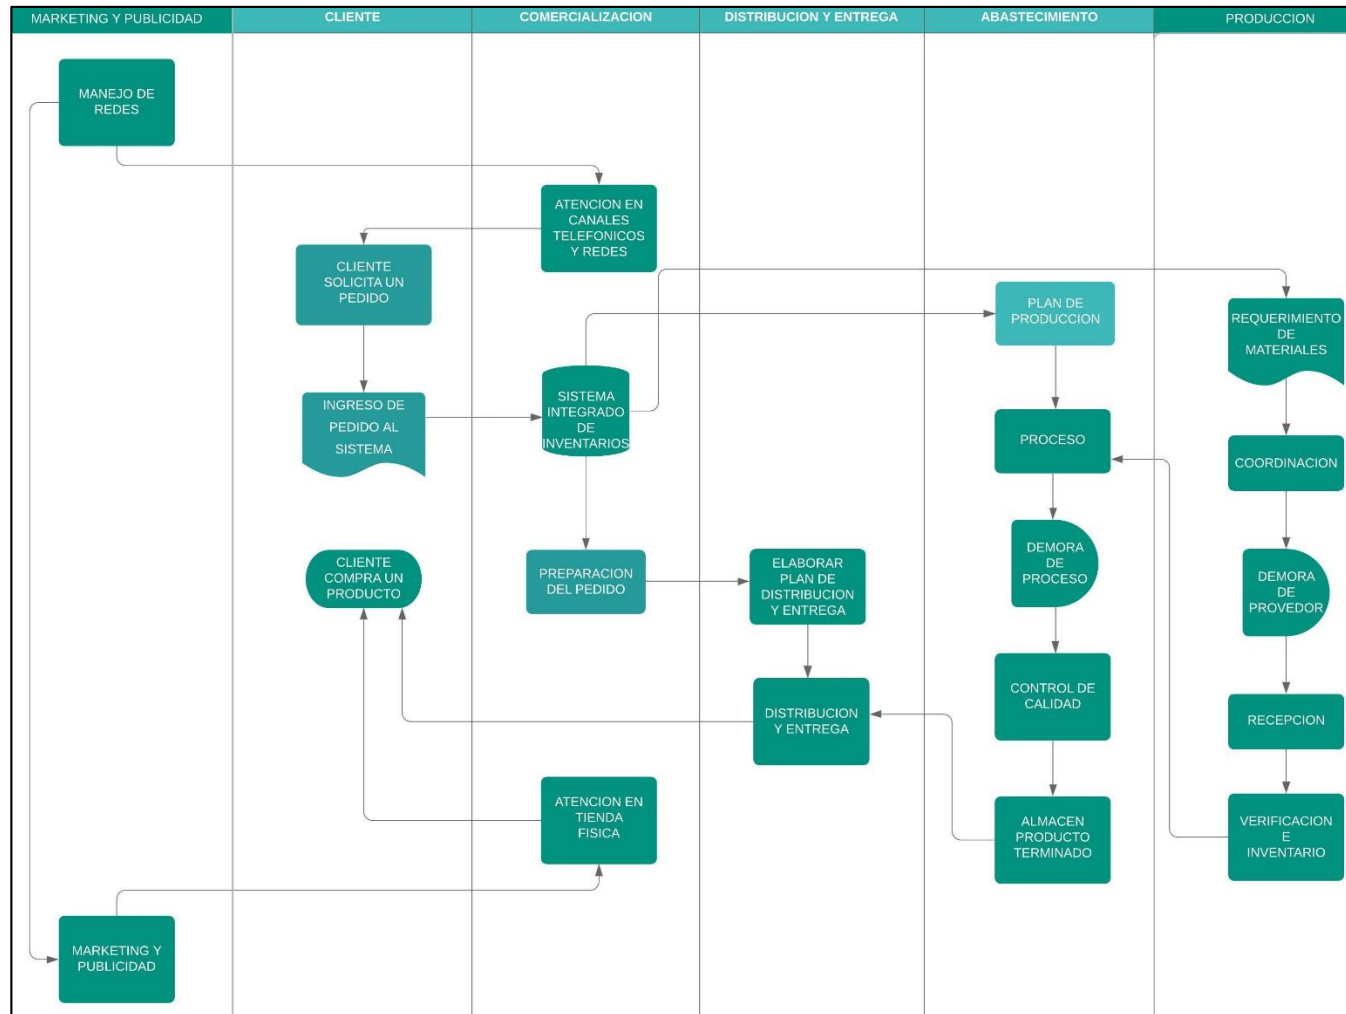 MARKETING Y PUBLICIDAD
CLIENTE
COMERCIALIZACION
DISTRIBUCION Y ENTREGA
ABASTECIMIENTO
PRODUCCION
MANEJO DE
REDES
ATENCION EN
CANALES
TELEFONICOS
Y REDES
CLIENTE
SOLICITA UN
PEDIDO
PLAN DE
PRODUCCION
REQUERIMIENTO
DE
MATERIALES
INGRESO DE
PEDIDO AL
SISTEMA
SISTEMA
INTEGRADO
DE
INVENTARIOS
PROCESO
COORDINACION
CLIENTE
COMPRA UN
PRODUCTO
PREPARACION
DEL PEDIDO
ELABORAR
PLAN DE
DISTRIBUCION
Y ENTREGA
DEMORA
DE
PROCESO
DEMORA
DE
PROVEDOR
DISTRIBUCION
Y ENTREGA
CONTROL DE
CALIDAD
RECEPCION
ATENCION EN
TIENDA
FISICA
ALMACEN
PRODUCTO
TERMINADO
VERIFICACION
E
INVENTARIO
MARKETING Y
PUBLICIDAD